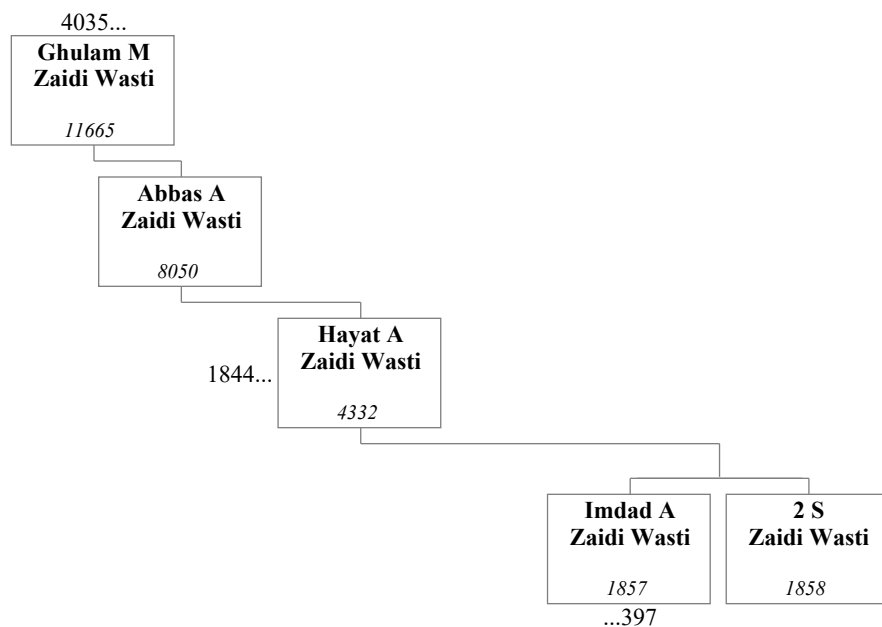 4035...
Ghulam M
Zaidi Wasti
11665
Abbas A
Zaidi Wasti
8050
Hayat A
Zaidi Wasti
1844...
4332
Imdad A
Zaidi Wasti
1857
...397
2 S
Zaidi Wasti
1858